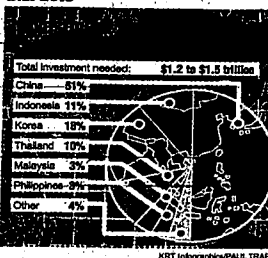 Total investment needed: $1.2 to $1.5 trillion
China 51%
Indonesia 11%
Korea 18%
Thailand 10%
Malaysia 3%
Philippines 3%
Other 4%
KRT Infographics/PAUL TRAP